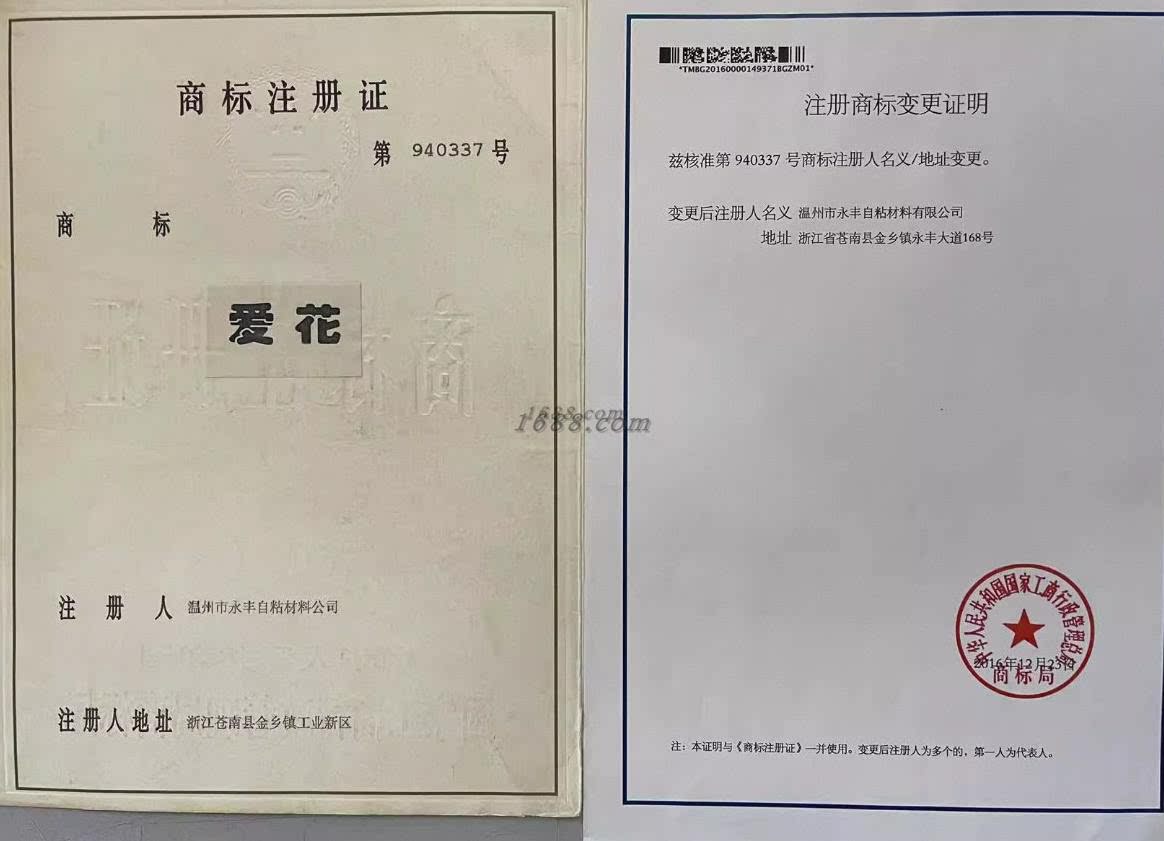 商标注册证
第 940337 号
商 标
爱花
注 册 人 温州市永丰自粘材料公司
注册人地址 浙江苍南县金乡镇工业新区
1688.com
1688.com
*TMBG20160000149371BGZM01*
注册商标变更证明
兹核准第 940337 号商标注册人名义/地址变更。
变更后注册人名义 温州市永丰自粘材料有限公司
地址 浙江省苍南县金乡镇永丰大道168号
中华人民共和国国家工商行政管理总局
2016年12月23日
商标局
注：本证明与《商标注册证》一并使用。变更后注册人为多个的，第一人为代表人。